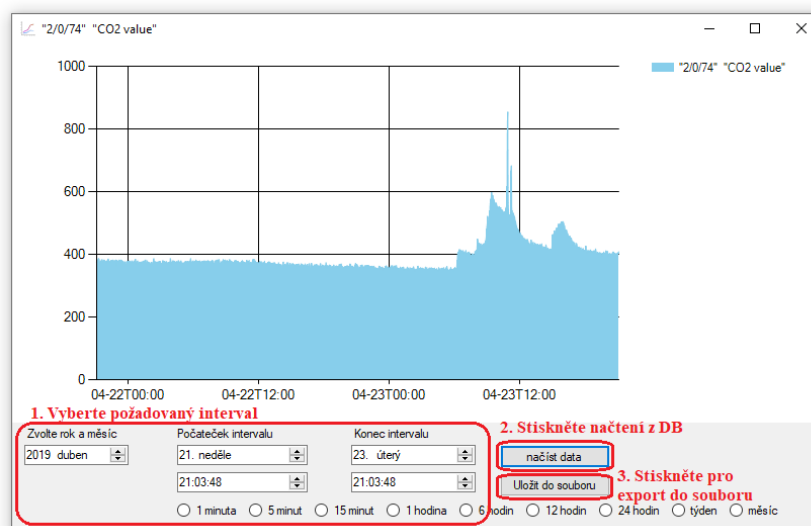 "2/0/74" "CO2 value"
1000
"2/0/74" "CO2 value"
800
600
400
200
0
04-22T00:00 04-22T12:00 04-23T00:00 04-23T12:00
1. Vyberte požadovaný interval
2. Stiskněte načtení z DB
Zvolte rok a měsíc Počateček intervalu Konec intervalu
2019 duben 21. neděle 23. úterý načíst data
21:03:48 21:03:48 Uložit do souboru
3. Stiskněte pro
export do souboru
1 minuta 5 minut 15 minut 1 hodina 6 hodin 12 hodin 24 hodin týden měsíc